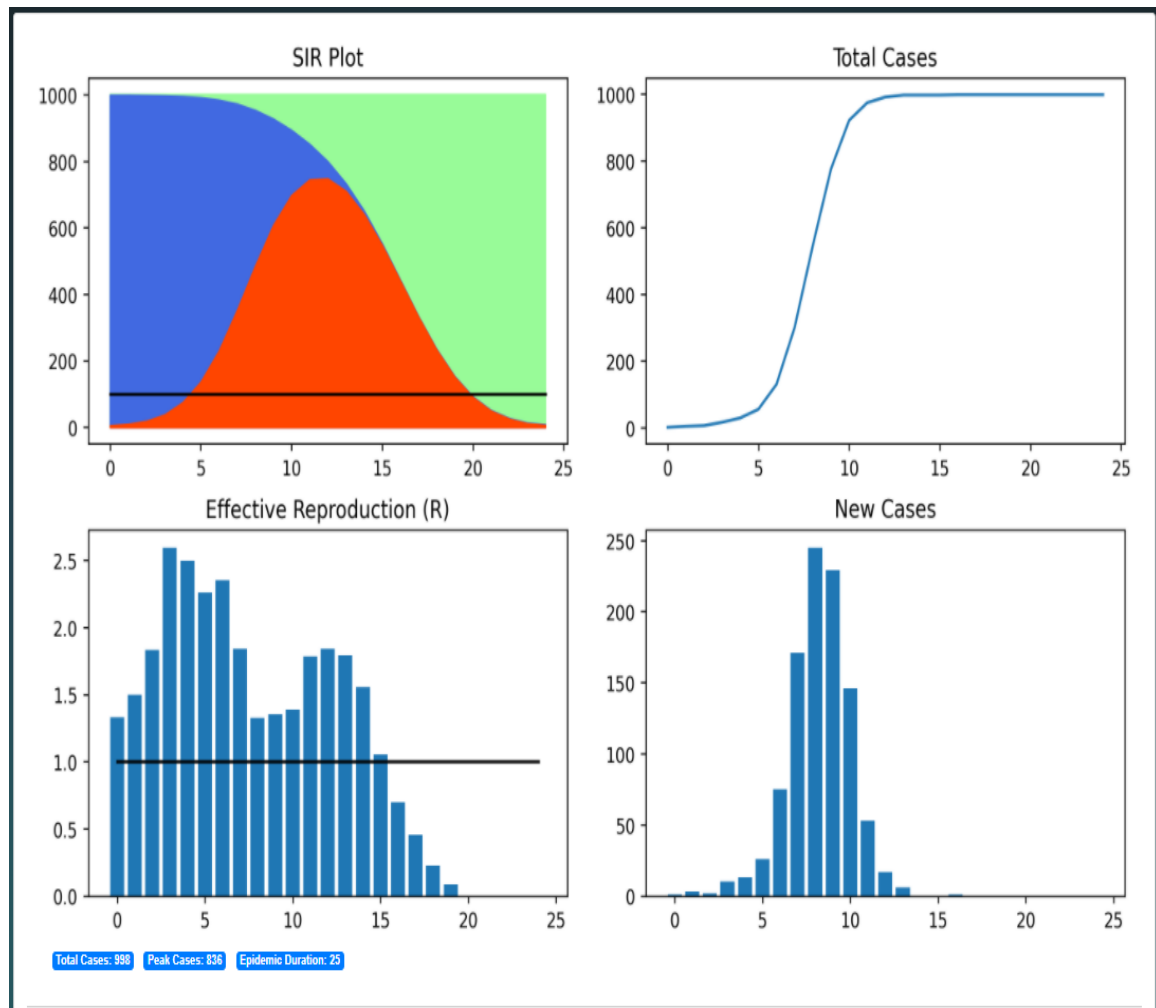 SIR Plot
1000
800
600
400
200
0
0 5 10 15 20 25
Total Cases
1000
800
600
400
200
0
0 5 10 15 20 25
Effective Reproduction (R)
2.5
2.0
1.5
1.0
0.5
0.0
0 5 10 15 20 25
New Cases
250
200
150
100
50
0
0 5 10 15 20 25
Total Cases: 998 Peak Cases: 836 Epidemic Duration: 25